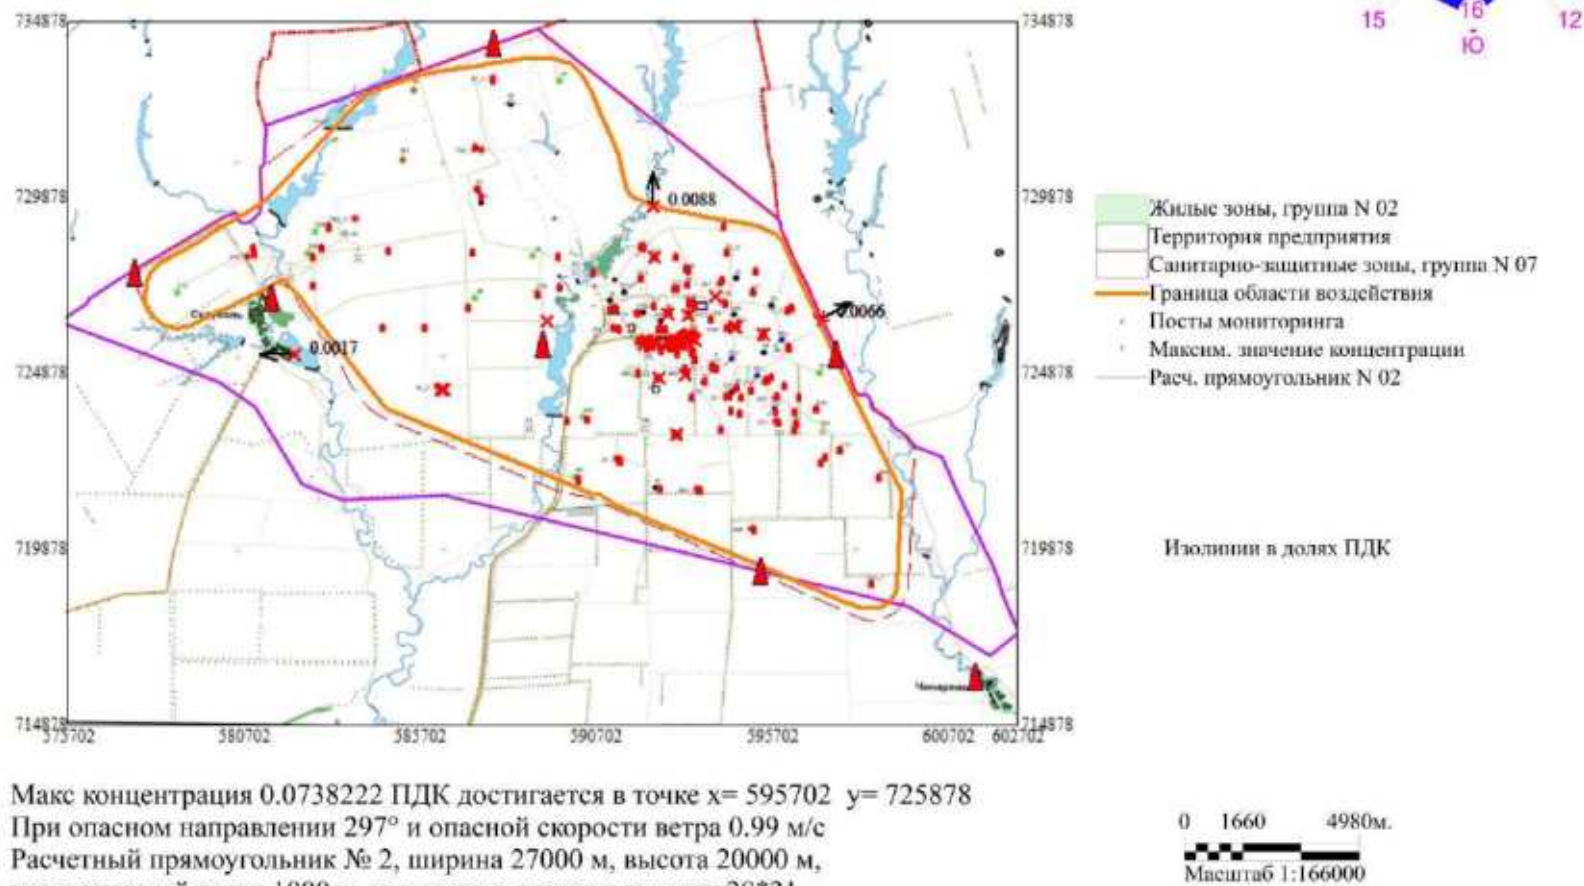 734878
734878
15
16
12
Ю
729878
729878
0.0088
0.0066
0.0017
724878
724878
719878
719878
714878
714878
575702
580702
585702
590702
595702
600702
602702
Жилые зоны, группа N 02
Территория предприятия
Санитарно-защитные зоны, группа N 07
Граница области воздействия
Посты мониторинга
Максим. значение концентрации
Расч. прямоугольник N 02
Изолинии в долях ПДК
Макс концентрация 0.0738222 ПДК достигается в точке x= 595702 y= 725878
При опасном направлении 297° и опасной скорости ветра 0.99 м/с
Расчетный прямоугольник № 2, ширина 27000 м, высота 20000 м,
0 1660 4980м.
Масштаб 1:166000